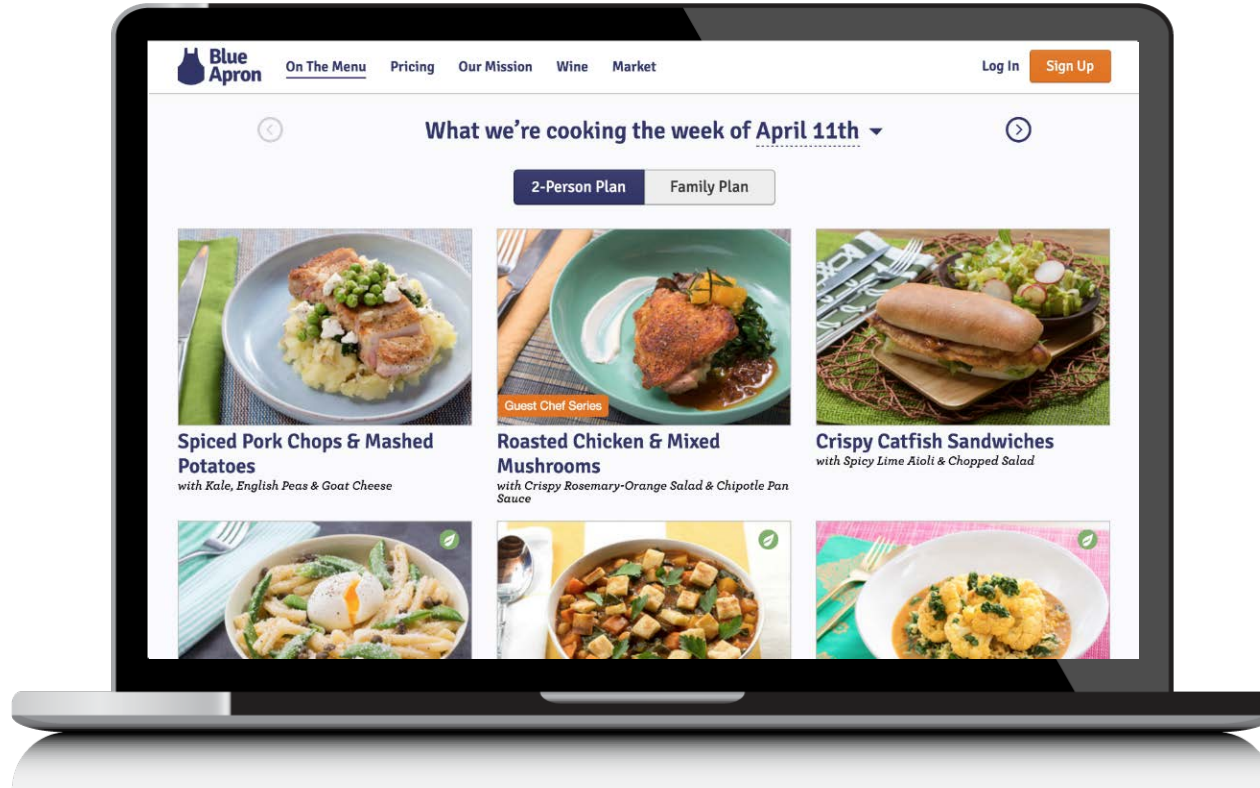 Blue
Apron
On The Menu Pricing Our Mission Wine Market Log In Sign Up
What we're cooking the week of April 11th
2-Person Plan Family Plan
Guest Chef Series
Spiced Pork Chops & Mashed
Potatoes
with Kale, English Peas & Goat Cheese
Roasted Chicken & Mixed
Mushrooms
with Crispy Rosemary-Orange Salad & Chipotle Pan
Sauce
Crispy Catfish Sandwiches
with Spicy Lime Aioli & Chopped Salad